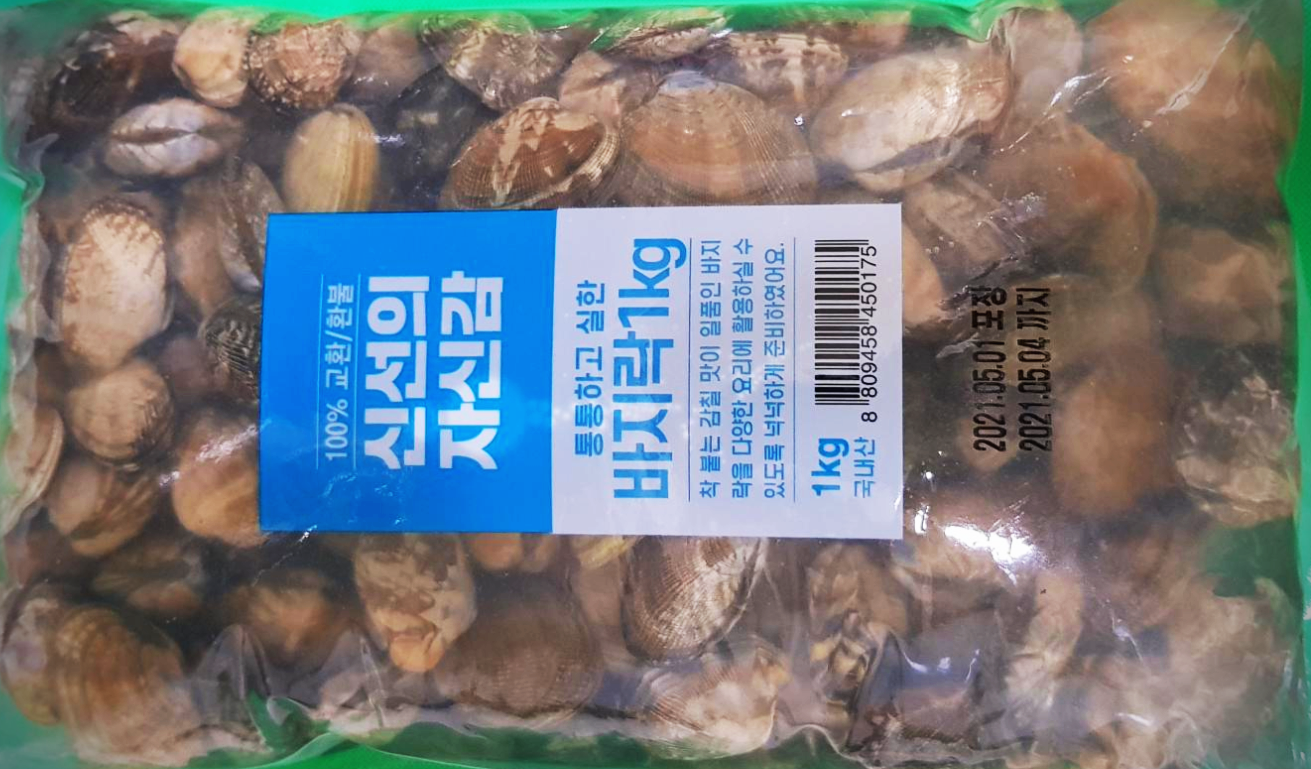 100% 교환/환불
신선의
자신감
통통하고 실한
바지락1kg
착 붙는 감칠 맛이 일품인 바지
락을 다양한 요리에 활용하실 수
있도록 넉넉하게 준비하였어요.
1kg
국내산
8 809458 450175
2021.05.01 포장
2021.05.04 까지